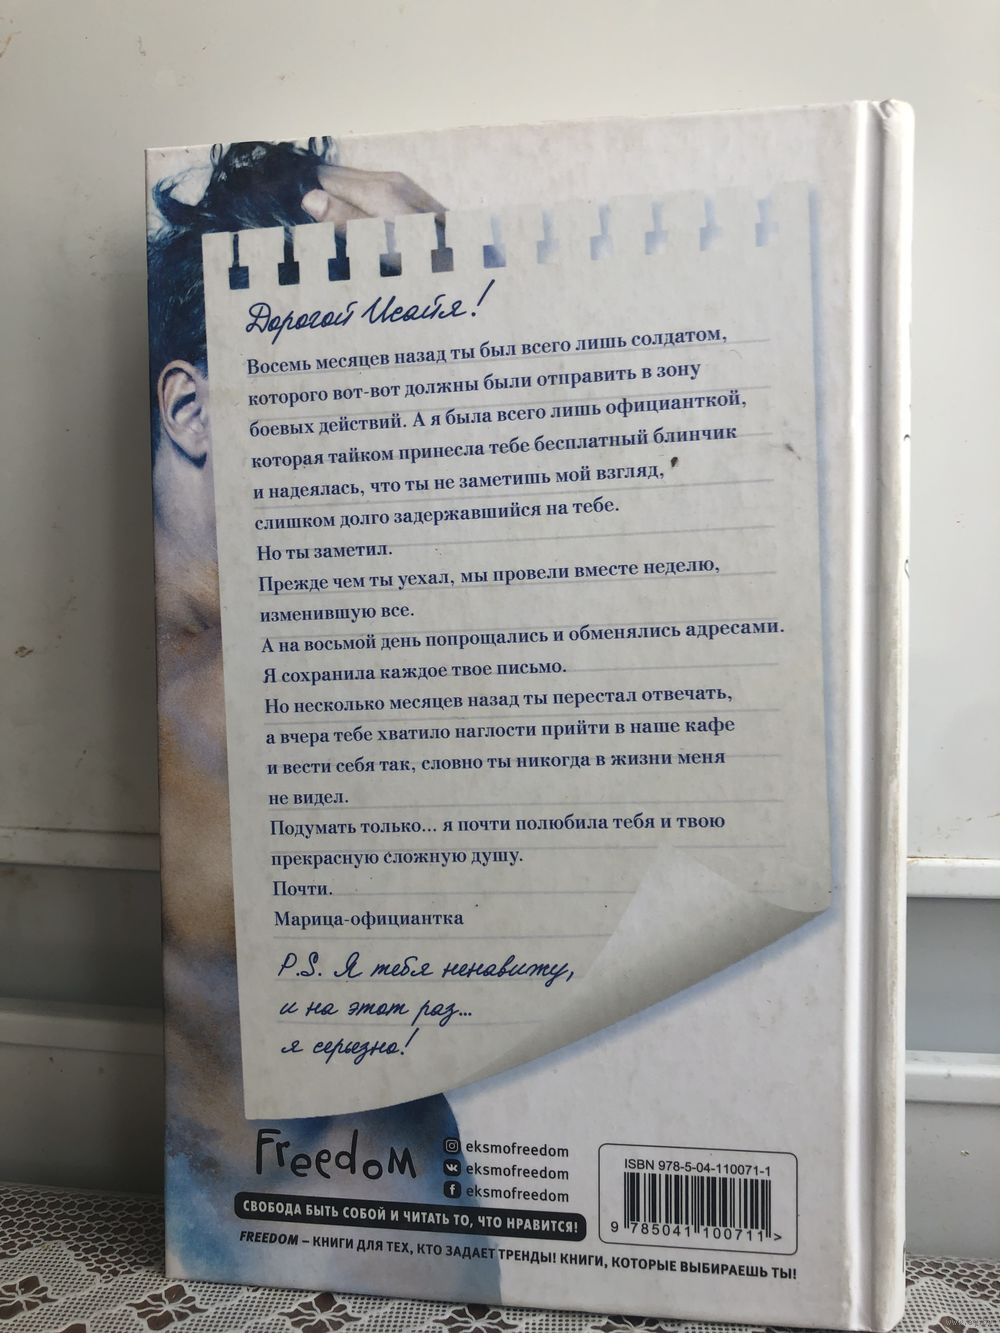 Дорогой Исайя!
Восемь месяцев назад ты был всего лишь солдатом,
которого вот-вот должны были отправить в зону
боевых действий. А я была всего лишь официанткой,
которая тайком принесла тебе бесплатный блинчик
и надеялась, что ты не заметишь мой взгляд,
слишком долго задержавшийся на тебе.
Но ты заметил.
Прежде чем ты уехал, мы провели вместе неделю,
изменившую все.
А на восьмой день попрощались и обменялись адресами.
Я сохранила каждое твое письмо.
Но несколько месяцев назад ты перестал отвечать,
а вчера тебе хватило наглости прийти в наше кафе
и вести себя так, словно ты никогда в жизни меня
не видел.
Подумать только... я почти полюбила тебя и твою
прекрасную сложную душу.
Почти.
Марица-официантка
P.S. Я тебя ненавижу,
и на этот раз...
я серьезно!
Freedom
eksmofreedom
eksmofreedom
eksmofreedom
СВОБОДА БЫТЬ СОБОЙ И ЧИТАТЬ ТО, ЧТО НРАВИТСЯ!
FREEDOM – КНИГИ ДЛЯ ТЕХ, КТО ЗАДАЕТ ТРЕНДЫ! КНИГИ, КОТОРЫЕ ВЫБИРАЕШЬ ТЫ!
ISBN 978-5-04-110071-1
9 785041 100711 >